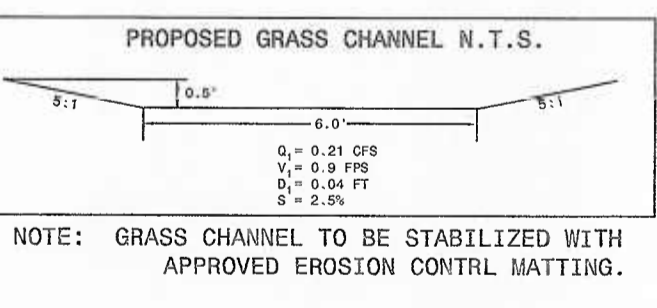 PROPOSED GRASS CHANNEL N.T.S.
0.5'
5:1
5:1
6.0'
Q1= 0.21 CFS
V1= 0.9 FPS
D1= 0.04 FT
S = 2.5%
NOTE: GRASS CHANNEL TO BE STABILIZED WITH
APPROVED EROSION CONTRL MATTING.